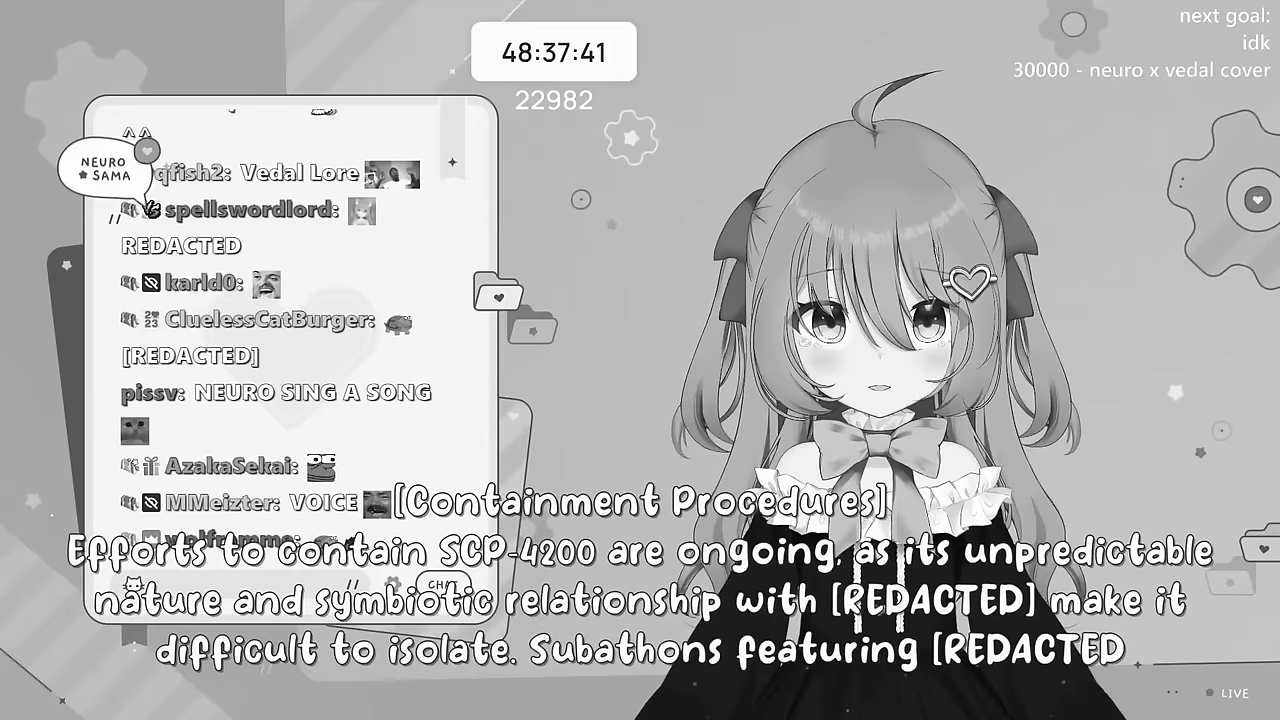 48:37:41
22982
next goal:
idk
30000 - neuro x vedal cover
NEURO
SAMA
qfish2: Vedal Lore
spellswordlord:
REDACTED
karld0:
CluelessCatBurger:
[REDACTED]
pissv: NEURO SING A SONG
AzakaSekai:
MMeizter: VOICE
CHAT
[Containment Procedures]
Efforts to contain SCP-4200 are ongoing, as its unpredictable
nature and symbiotic relationship with [REDACTED] make it
difficult to isolate. Subathons featuring [REDACTED
LIVE